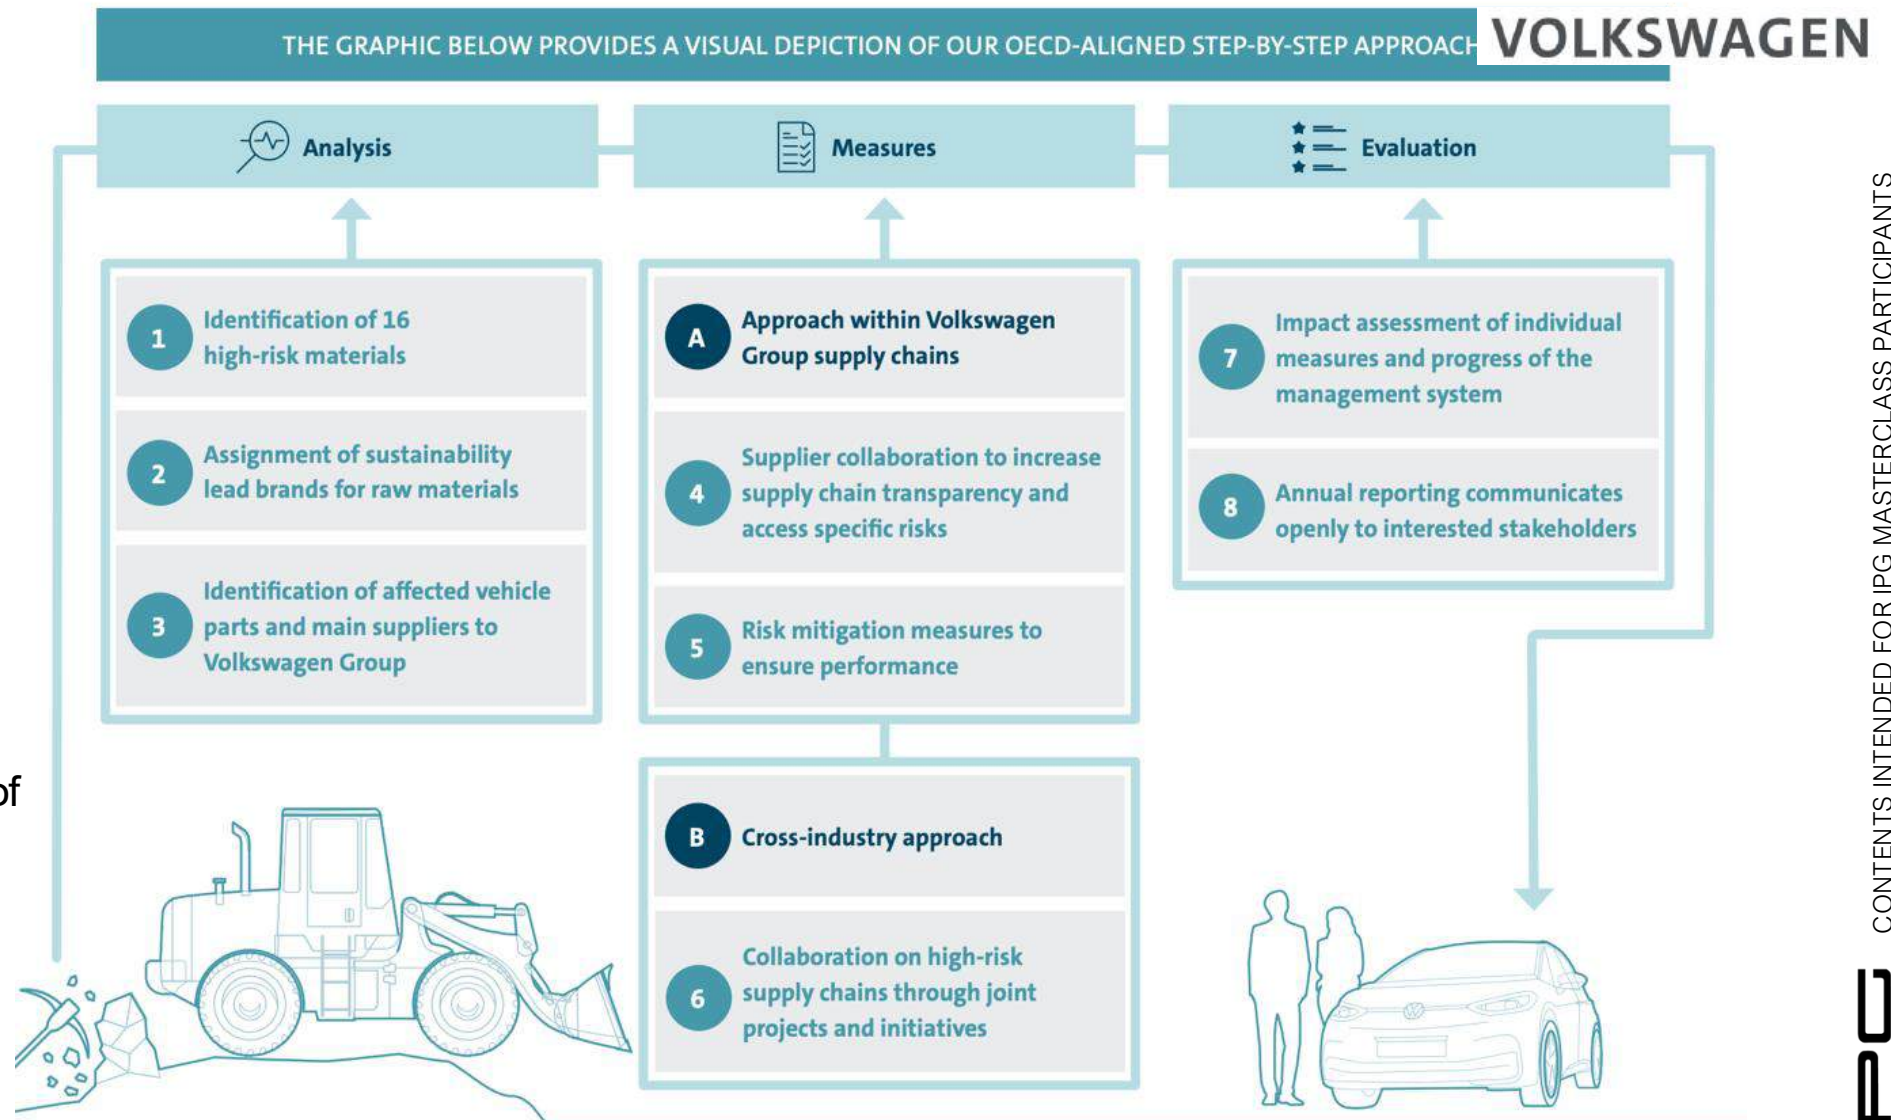 THE GRAPHIC BELOW PROVIDES A VISUAL DEPICTION OF OUR OECD-ALIGNED STEP-BY-STEP APPROACH
VOLKSWAGEN
Analysis
Measures
Evaluation
1
Identification of 16
high-risk materials
2
Assignment of sustainability
lead brands for raw materials
3
Identification of affected vehicle
parts and main suppliers to
Volkswagen Group
A
Approach within Volkswagen
Group supply chains
4
Supplier collaboration to increase
supply chain transparency and
access specific risks
5
Risk mitigation measures to
ensure performance
B
Cross-industry approach
6
Collaboration on high-risk
supply chains through joint
projects and initiatives
7
Impact assessment of individual
measures and progress of the
management system
8
Annual reporting communicates
openly to interested stakeholders
of
CONTENTS INTENDED FOR IPG MASTERCLASS PARTICIPANTS